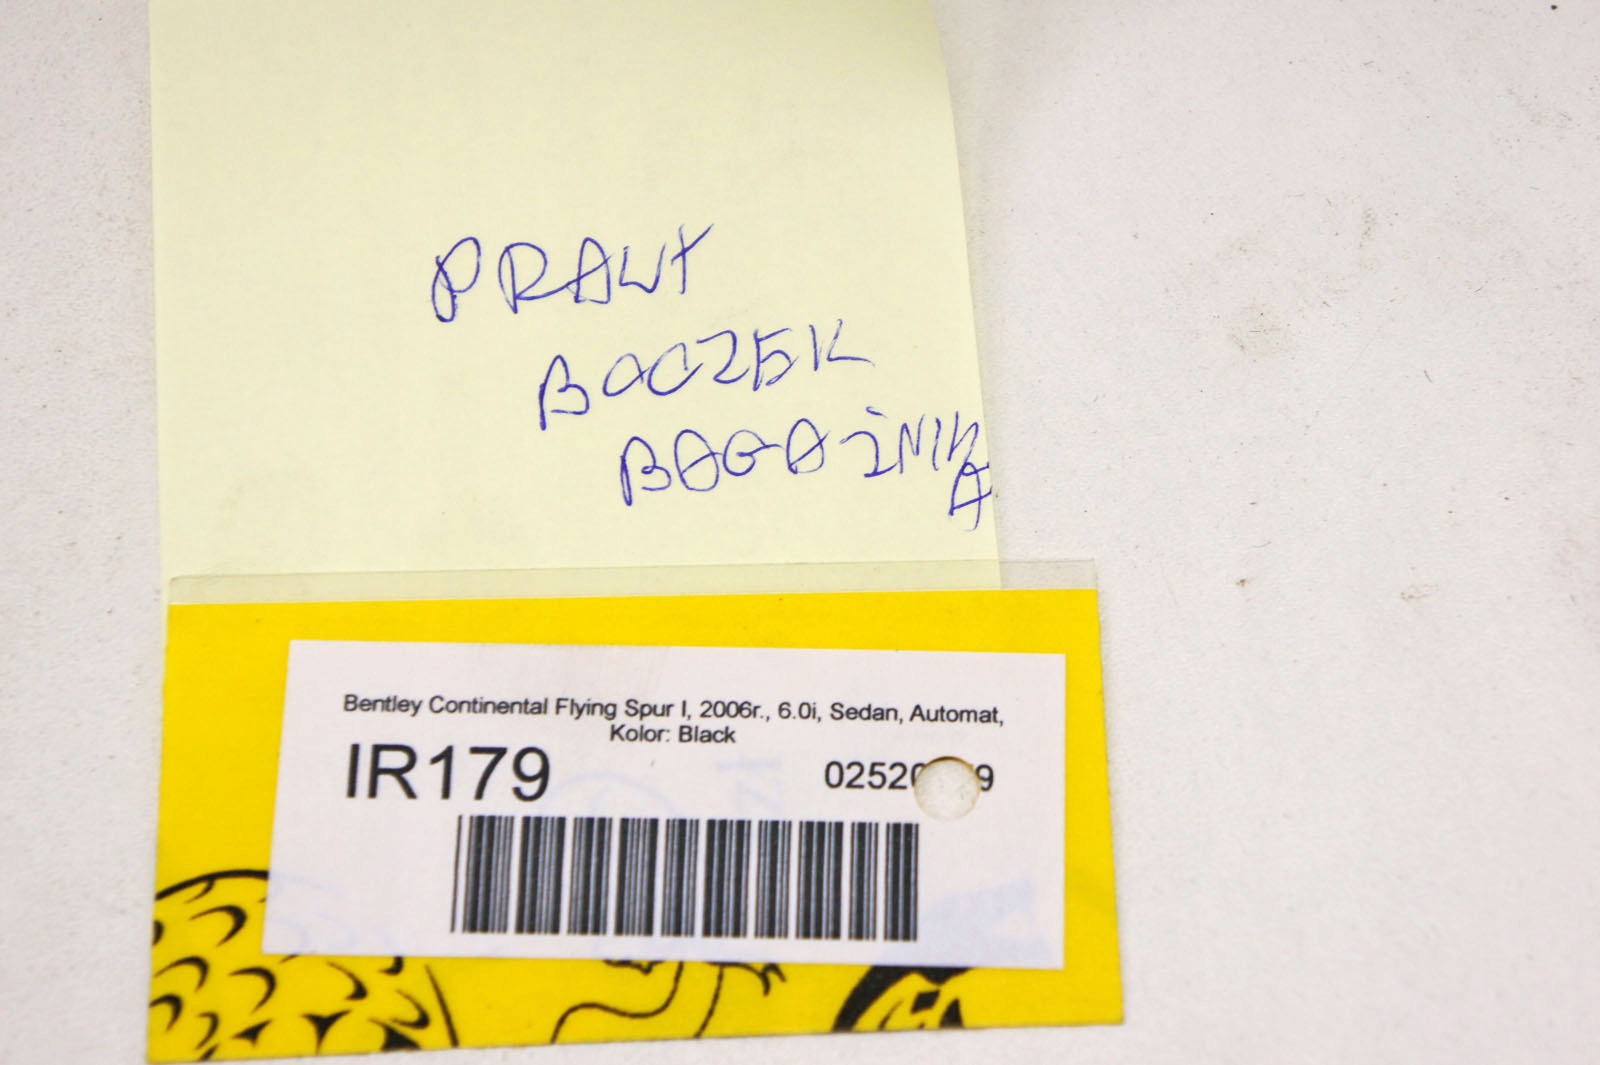 PRAWY
BOCZEK
BAGAŻNIKA
Bentley Continental Flying Spur I, 2006r., 6.0i, Sedan, Automat,
Kolor: Black
IR179